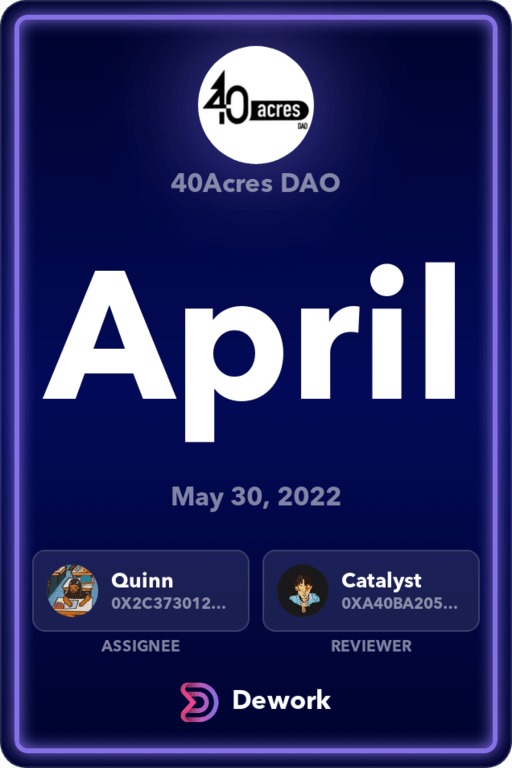 40 acres
DAO
40Acres DAO
April
May 30, 2022
Quinn
0X2C373012...
ASSIGNEE
Catalyst
0XA40BA205...
REVIEWER
Dework